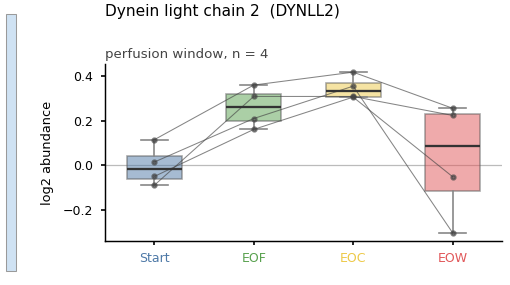 Dynein light chain 2 (DYNLL2)
perfusion window, n = 4
0.4
0.2
0.0
−0.2
log2 abundance
Start EOF EOC EOW